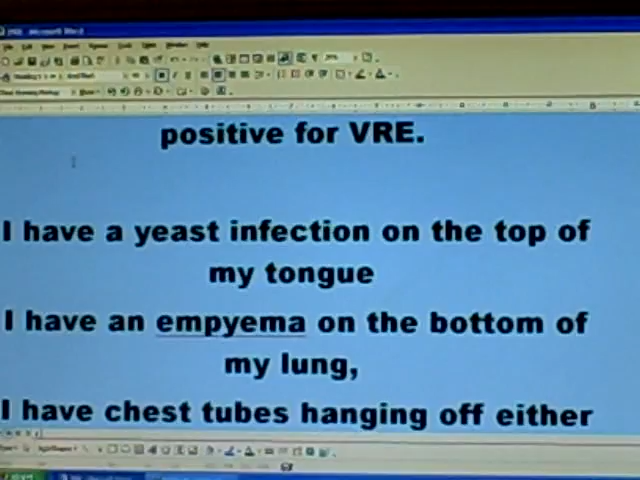 positive for VRE.
I have a yeast infection on the top of
my tongue
I have an empyema on the bottom of
my lung,
I have chest tubes hanging off either